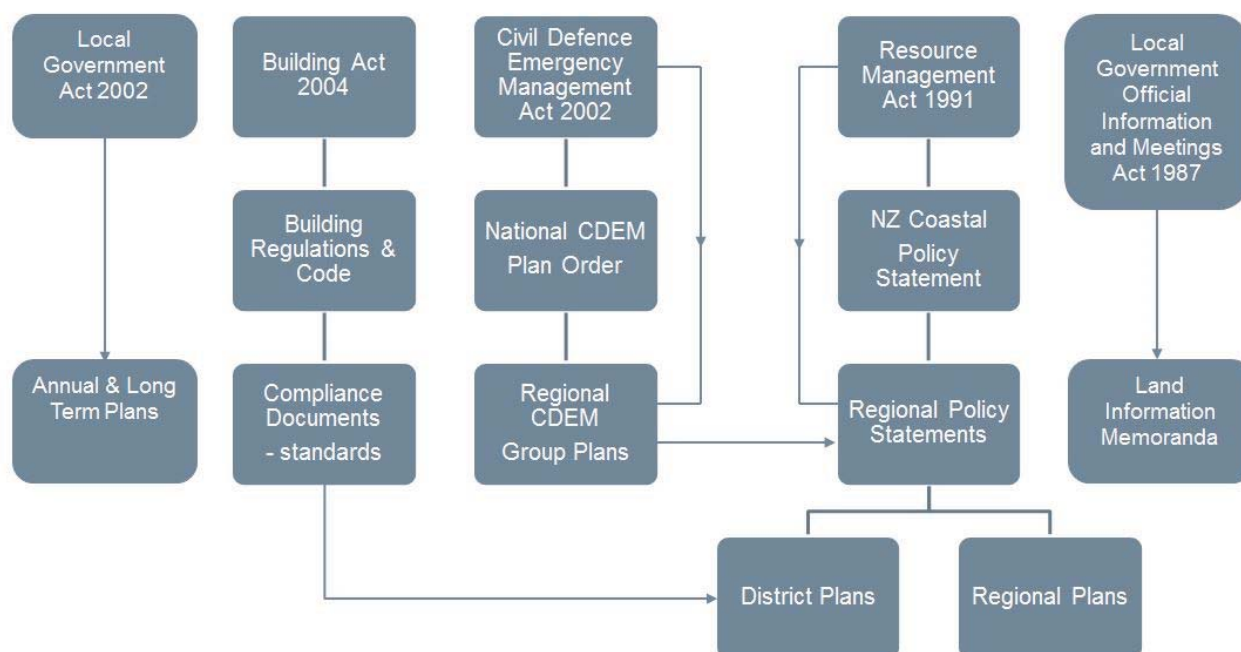 Local
Government
Act 2002
Building Act
2004
Civil Defence
Emergency
Management
Act 2002
Resource
Management
Act 1991
Local
Government
Official
Information
and Meetings
Act 1987
Building
Regulations &
Code
National CDEM
Plan Order
NZ Coastal
Policy
Statement
Annual & Long
Term Plans
Compliance
Documents
- standards
Regional
CDEM
Group Plans
Regional Policy
Statements
Land
Information
Memoranda
District Plans
Regional Plans